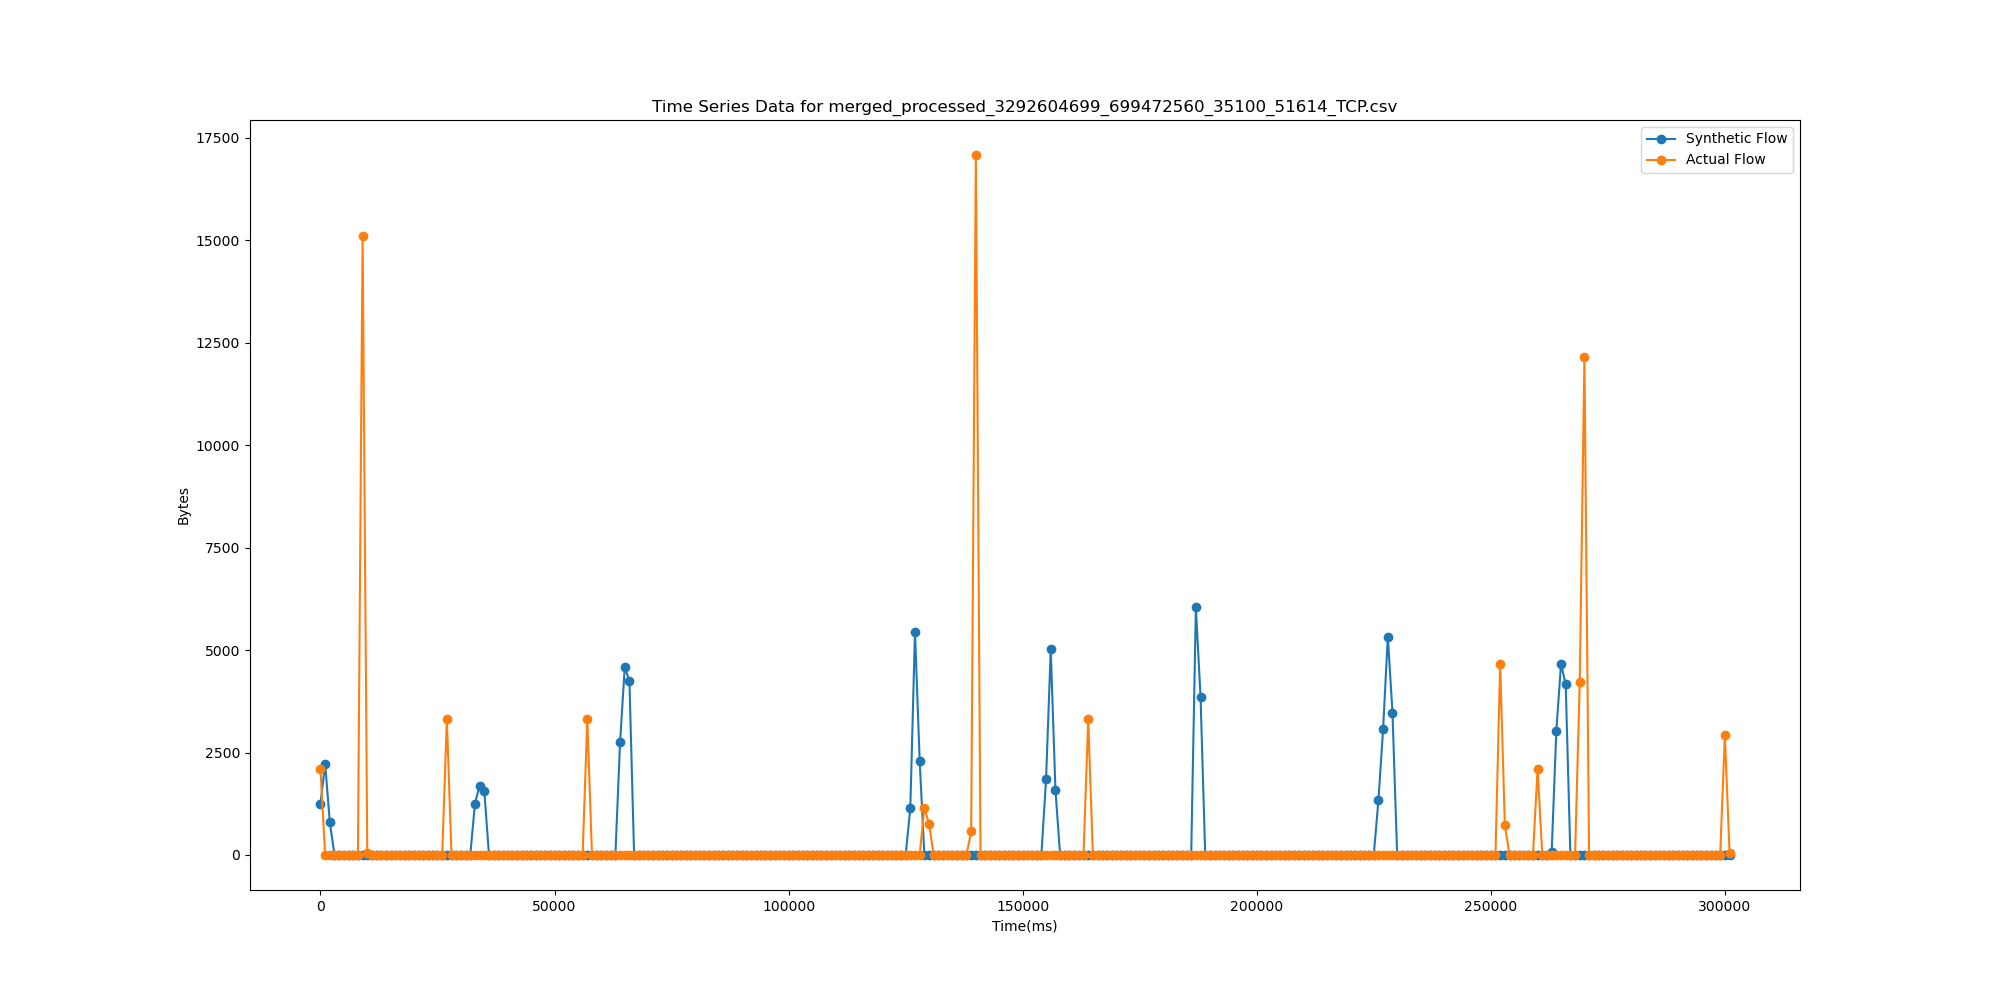 Time Series Data for merged_processed_3292604699_699472560_35100_51614_TCP.csv
Synthetic Flow
Actual Flow
17500
15000
12500
10000
7500
5000
2500
0
Bytes
0 50000 100000 150000 200000 250000 300000
Time(ms)